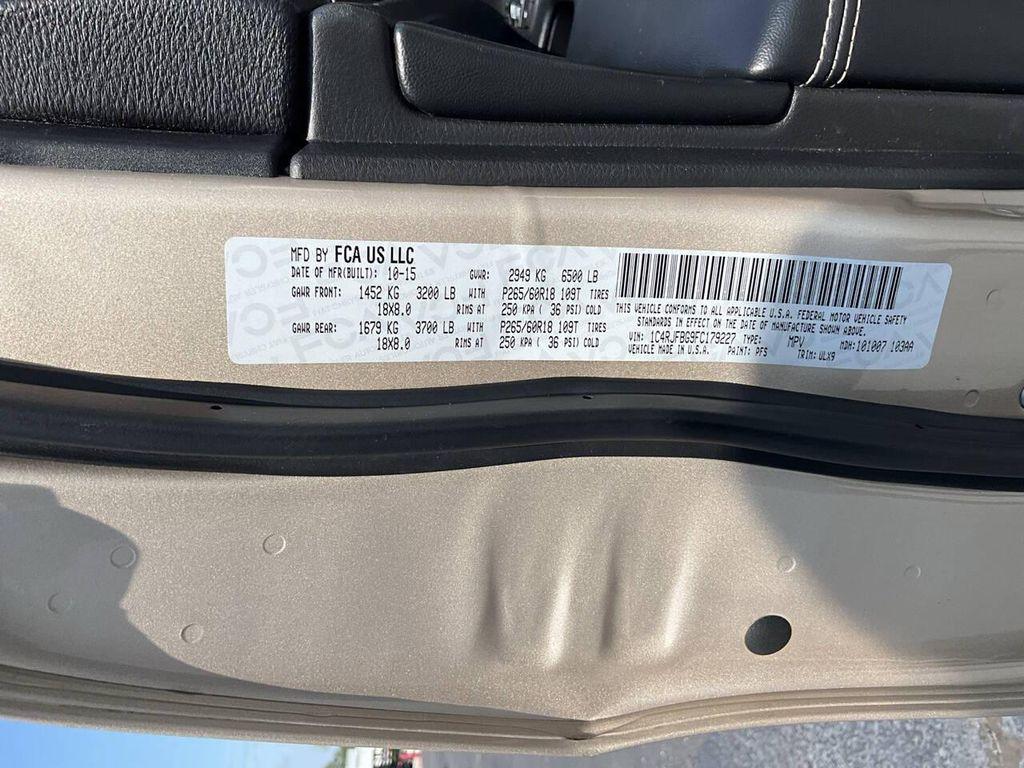 MFD BY FCA US LLC
DATE OF MFR(BUILT): 10-15 GVWR: 2949 KG 6500 LB
GAWR FRONT: 1452 KG 3200 LB WITH P265/60R18 109T TIRES
18X8.0 RIMS AT 250 KPA ( 36 PSI) COLD
GAWR REAR: 1679 KG 3700 LB WITH P265/60R18 109T TIRES
18X8.0 RIMS AT 250 KPA ( 36 PSI) COLD
THIS VEHICLE CONFORMS TO ALL APPLICABLE U.S.A. FEDERAL MOTOR VEHICLE SAFETY
STANDARDS IN EFFECT ON THE DATE OF MANUFACTURE SHOWN ABOVE.
VIN: 1C4RJFBG9FC179227 TYPE: MPV MDH: 101007 103AA
VEHICLE MADE IN U.S.A. PAINT: PFS TRIM: ULX9